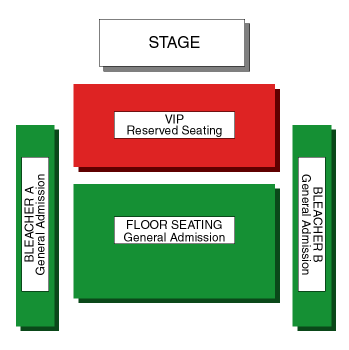 STAGE
VIP
Reserved Seating
BLEACHER A
General Admission
FLOOR SEATING
General Admission
BLEACHER B
General Admission